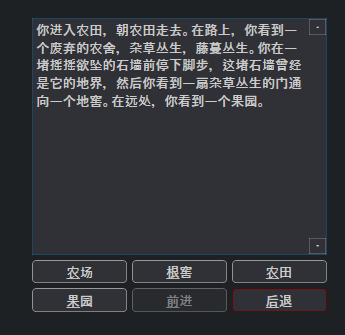 你进入农田，朝农田走去。在路上，你看到一
个废弃的农舍，杂草丛生，藤蔓丛生。你在一
堵摇摇欲坠的石墙前停下脚步，这堵石墙曾经
是它的地界，然后你看到一扇杂草丛生的门通
向一个地窖。在远处，你看到一个果园。
农场 根窖 农田
果园 前进 后退